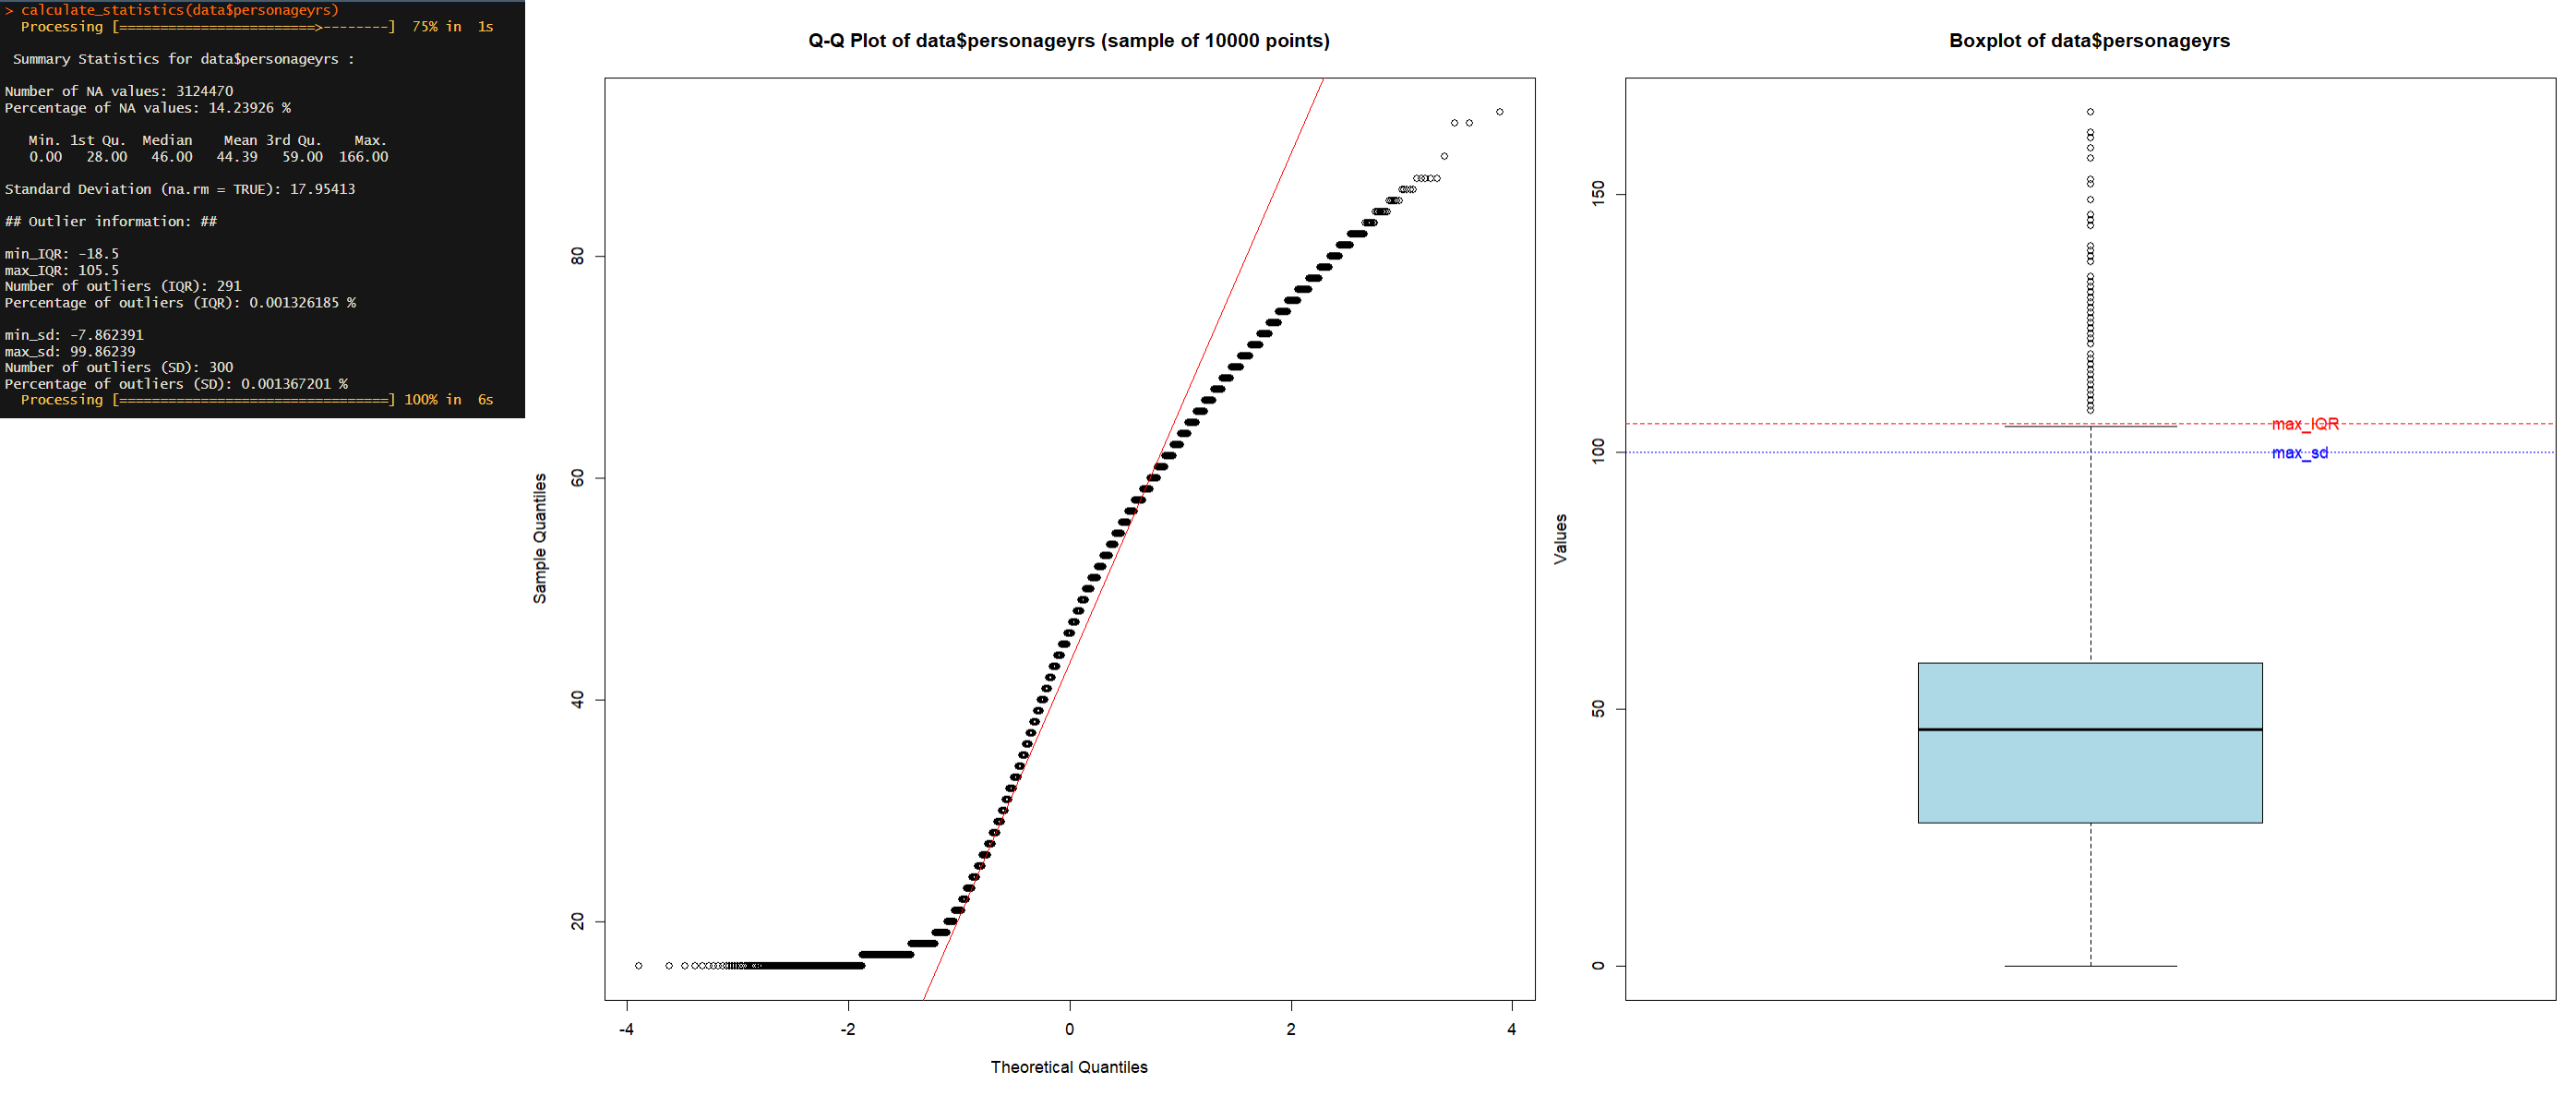 > calculate_statistics(data$personageyrs)
Processing [========================>--------] 75% in 1s
Summary Statistics for data$personageyrs :
Number of NA values: 3124470
Percentage of NA values: 14.23926 %
Min. 1st Qu. Median Mean 3rd Qu. Max.
0.00 28.00 46.00 44.39 59.00 166.00
Standard Deviation (na.rm = TRUE): 17.95413
## Outlier information: ##
min_IQR: -18.5
max_IQR: 105.5
Number of outliers (IQR): 291
Percentage of outliers (IQR): 0.001326185 %
min_sd: -7.862391
max_sd: 99.86239
Number of outliers (SD): 300
Percentage of outliers (SD): 0.001367201 %
Processing [=================================] 100% in 6s
Q-Q Plot of data$personageyrs (sample of 10000 points)
Sample Quantiles
80
60
40
20
-4 -2 0 2 4
Theoretical Quantiles
Boxplot of data$personageyrs
Values
150
100
50
0
max_IQR
max_sd